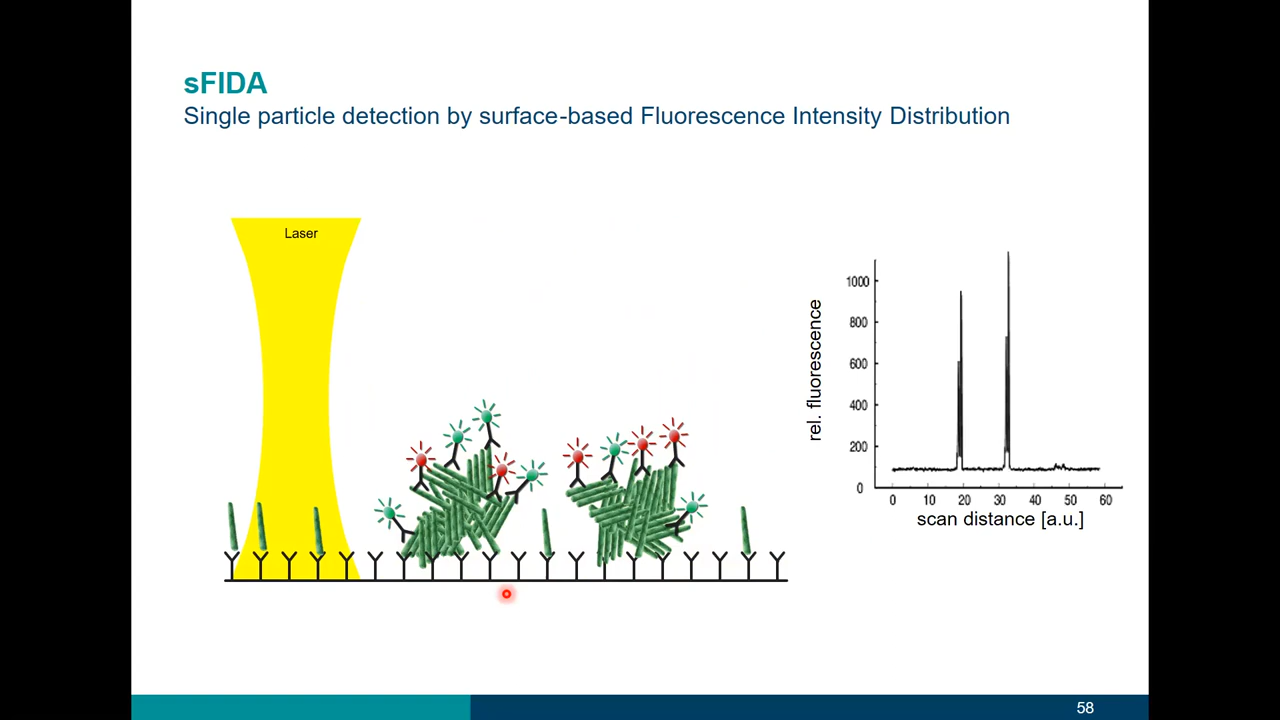 sFIDA
Single particle detection by surface-based Fluorescence Intensity Distribution
Laser
rel. fluorescence
1000
800
600
400
200
0
0 10 20 30 40 50 60
scan distance [a.u.]
58